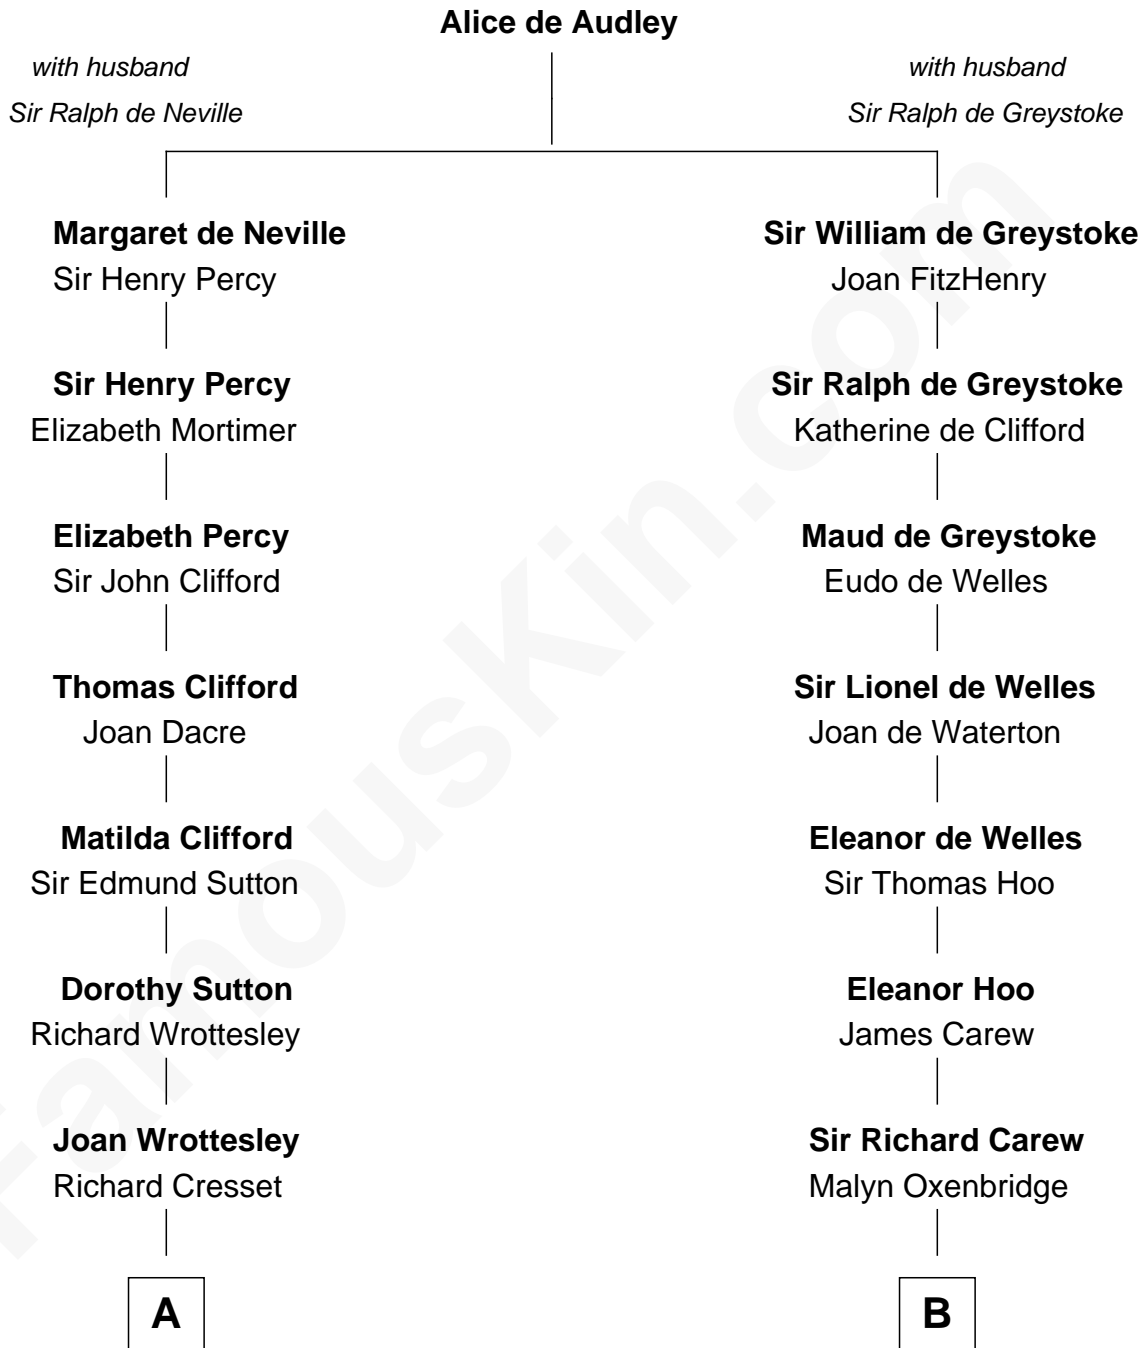 Alice de Audley
with husband
Sir Ralph de Neville
with husband
Sir Ralph de Greystoke
Margaret de Neville
Sir Henry Percy
Sir William de Greystoke
Joan FitzHenry
Sir Henry Percy
Elizabeth Mortimer
Sir Ralph de Greystoke
Katherine de Clifford
Elizabeth Percy
Sir John Clifford
Maud de Greystoke
Eudo de Welles
Thomas Clifford
Joan Dacre
Sir Lionel de Welles
Joan de Waterton
Matilda Clifford
Sir Edmund Sutton
Eleanor de Welles
Sir Thomas Hoo
Dorothy Sutton
Richard Wrottesley
Eleanor Hoo
James Carew
Joan Wrottesley
Richard Cresset
Sir Richard Carew
Malyn Oxenbridge
A
B
FamousKin.com